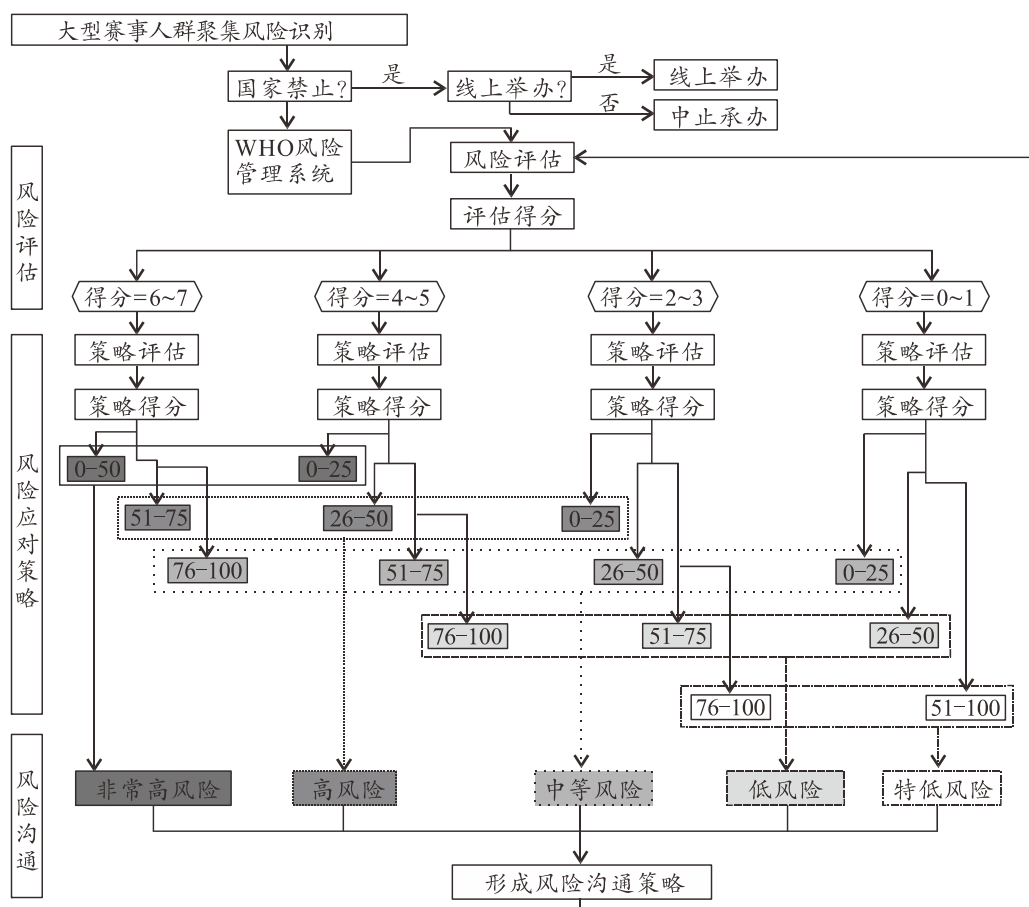 大型赛事人群聚集风险识别
国家禁止?
是
线上举办?
是
线上举办
否
中止承办
WHO风险
管理系统
风险评估
风险评估
评估得分
得分=6~7
得分=4~5
得分=2~3
得分=0~1
策略评估
策略评估
策略评估
策略评估
策略得分
策略得分
策略得分
策略得分
风险应对策略
0-50
0-25
51-75
26-50
0-25
76-100
51-75
26-50
0-25
76-100
51-75
26-50
76-100
51-100
风险沟通
非常高风险
高风险
中等风险
低风险
特低风险
形成风险沟通策略